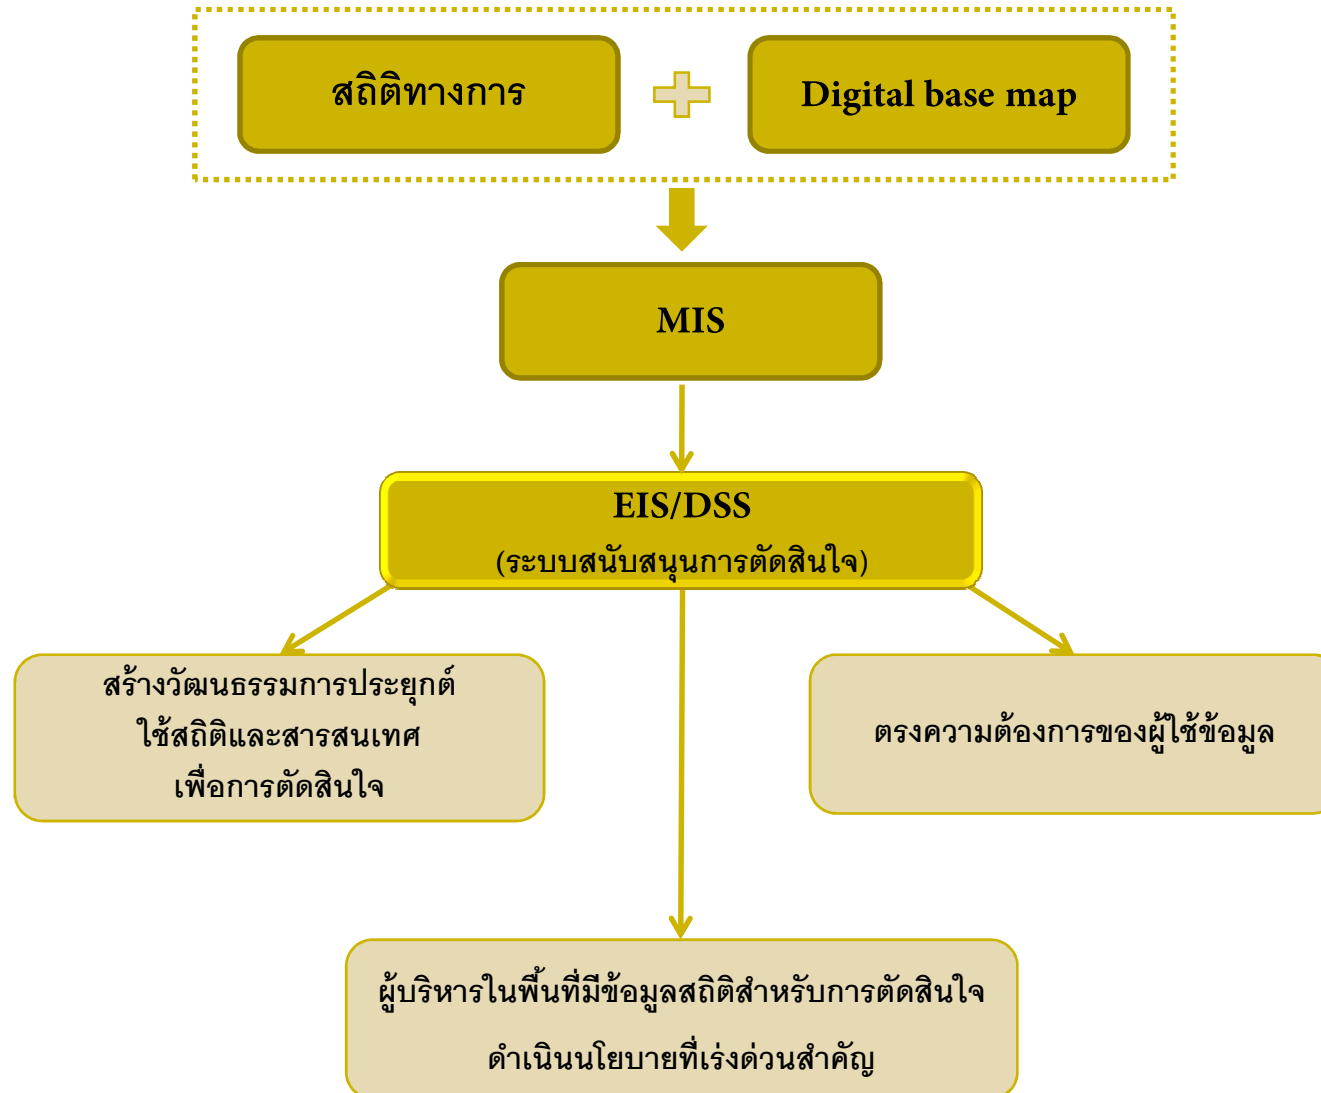 สถิติทางการ
Digital base map
MIS
EIS/DSS
(ระบบสนับสนุนการตัดสินใจ)
สร้างวัฒนธรรมการประยุกต์
ใช้สถิติและสารสนเทศ
เพื่อการตัดสินใจ
ตรงความต้องการของผู้ใช้ข้อมูล
ผู้บริหารในพื้นที่มีข้อมูลสถิติสำหรับการตัดสินใจ
ดำเนินนโยบายที่เร่งด่วนสำคัญ